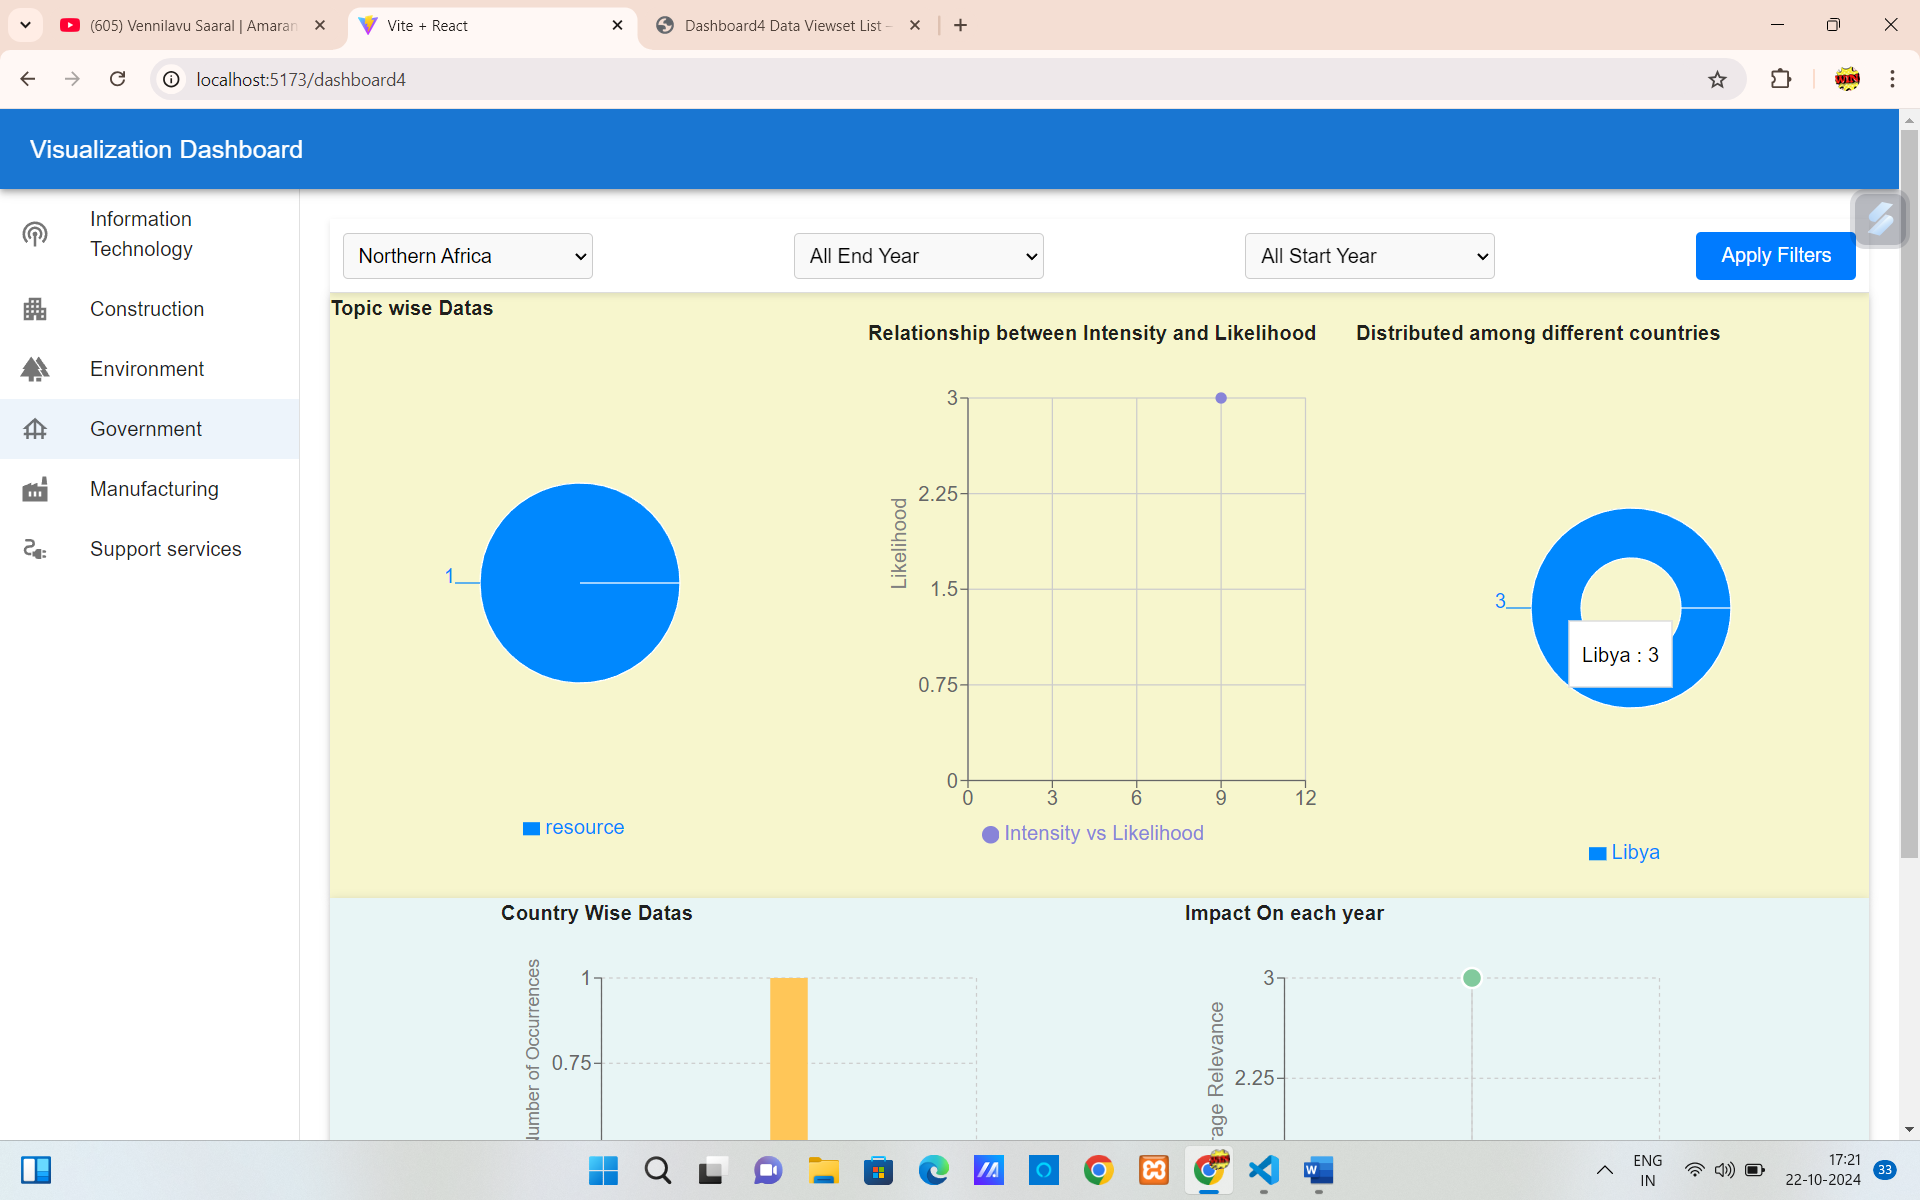 (605) Vennilavu Saaral | Amaran
Vite + React
Dashboard4 Data Viewset List -
localhost:5173/dashboard4
Visualization Dashboard
Information
Technology
Construction
Environment
Government
Manufacturing
Support services
Northern Africa
All End Year
All Start Year
Apply Filters
Topic wise Datas
1
resource
Relationship between Intensity and Likelihood
Likelihood
3
2.25
1.5
0.75
0
0 3 6 9 12
Intensity vs Likelihood
Distributed among different countries
3
Libya : 3
Libya
Country Wise Datas
Number of Occurrences
1
0.75
Impact On each year
rage Relevance
3
2.25
ENG
IN
17:21
22-10-2024
33